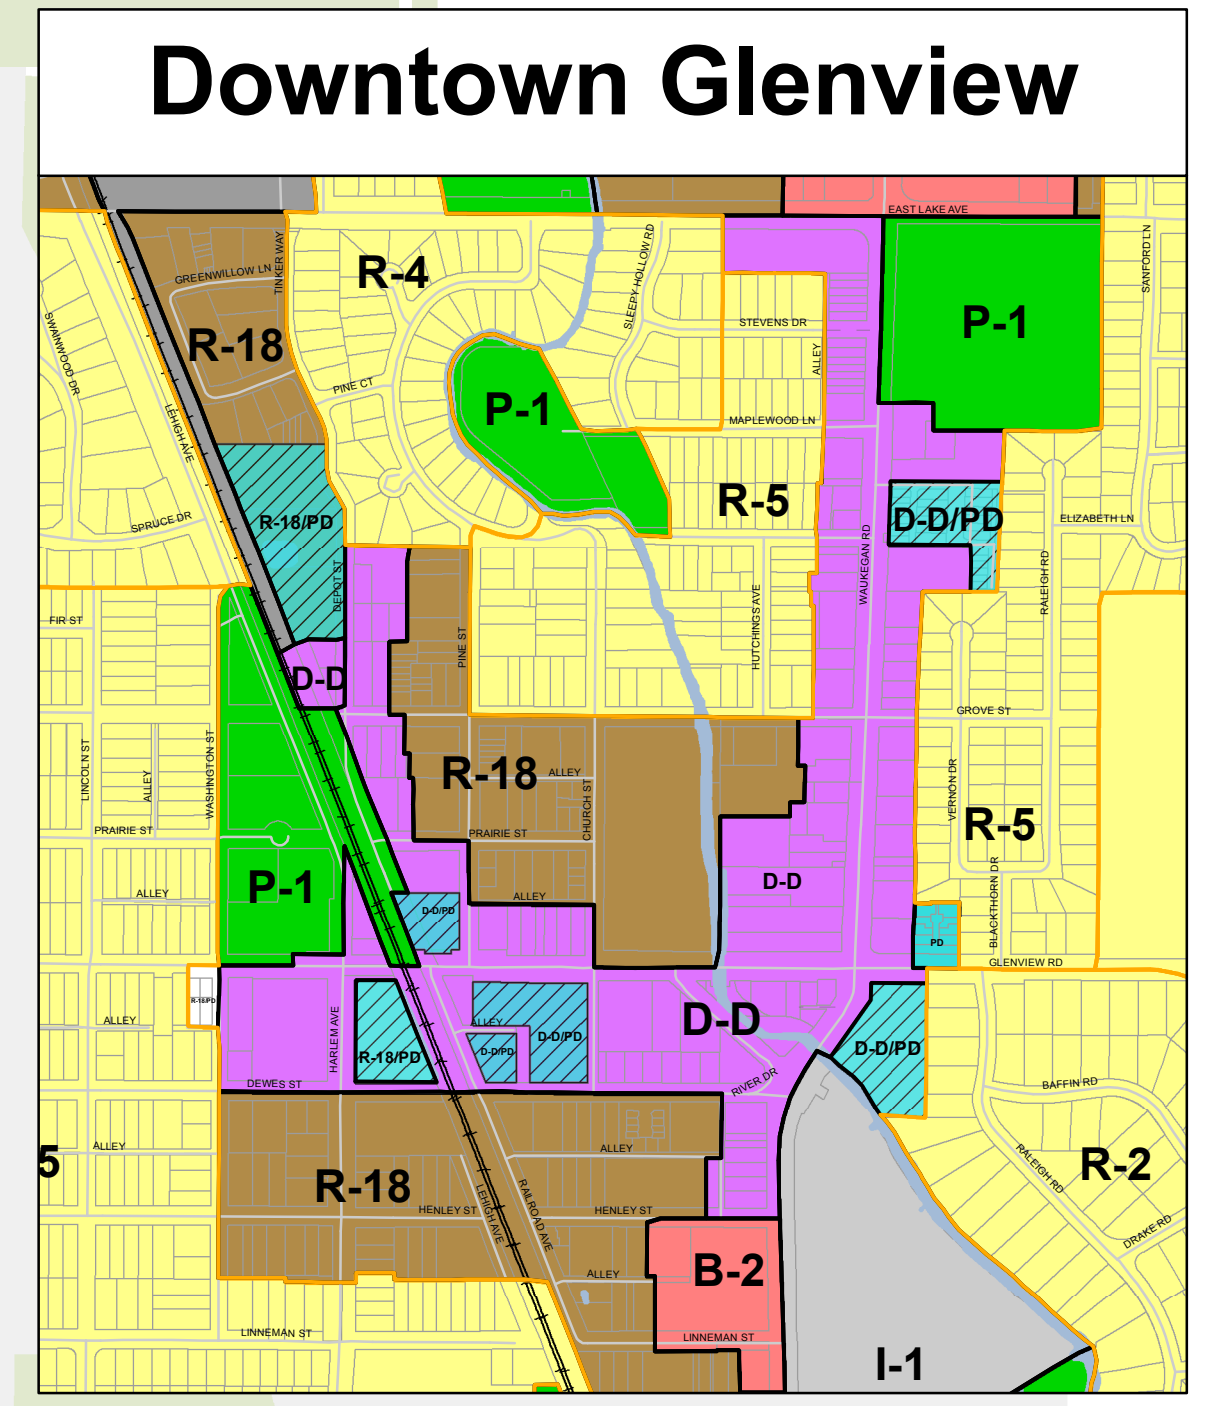 Downtown Glenview
EAST LAKE AVE
TINKER WAY
GREENWILLOW LN
R-4
SLEEPY HOLLOW RD
SANFORD LN
P-1
STEVENS DR
R-18
SWAINWOOD DR
ALLEY
PINE CT
P-1
LEHIGH AVE
MAPLEWOOD LN
R-5
SPRUCE DR
R-18/PD
D-D/PD
ELIZABETH LN
WAUKEGAN RD
DEPOT ST
RALEIGH RD
HUTCHINGS AVE
FIR ST
PINE ST
D-D
GROVE ST
LINCOLN ST
ALLEY
WASHINGTON ST
R-18
ALLEY
CHURCH ST
VERNON DR
R-5
PRAIRIE ST
PRAIRIE ST
P-1
D-D
ALLEY
ALLEY
BLACKTHORN DR
D-D/PD
PD
GLENVIEW RD
R-18/PD
ALLEY
HARLEM AVE
ALLEY
D-D
D-D/PD
D-D/PD
D-D/PD
R-18/PD
DEWES ST
RIVER DR
BAFFIN RD
5
ALLEY
ALLEY
RALEIGH RD
R-2
R-18
LEHIGH AVE
RAILROAD AVE
HENLEY ST
HENLEY ST
DRAKE RD
B-2
ALLEY
LINNEMAN ST
LINNEMAN ST
I-1